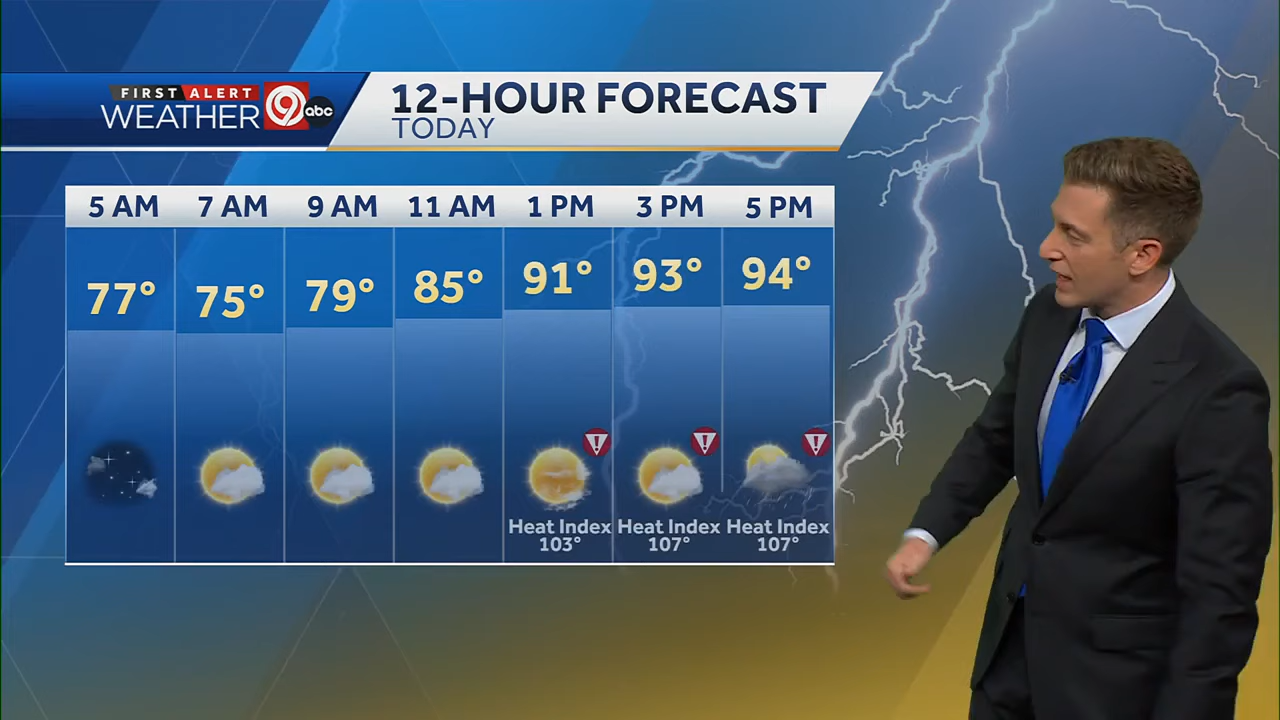 FIRST ALERT
WEATHER 9 abc
12-HOUR FORECAST
TODAY
5 AM 7 AM 9 AM 11 AM 1 PM 3 PM 5 PM
77° 75° 79° 85° 91° 93° 94°
! ! !
Heat Index Heat Index Heat Index
103° 107° 107°